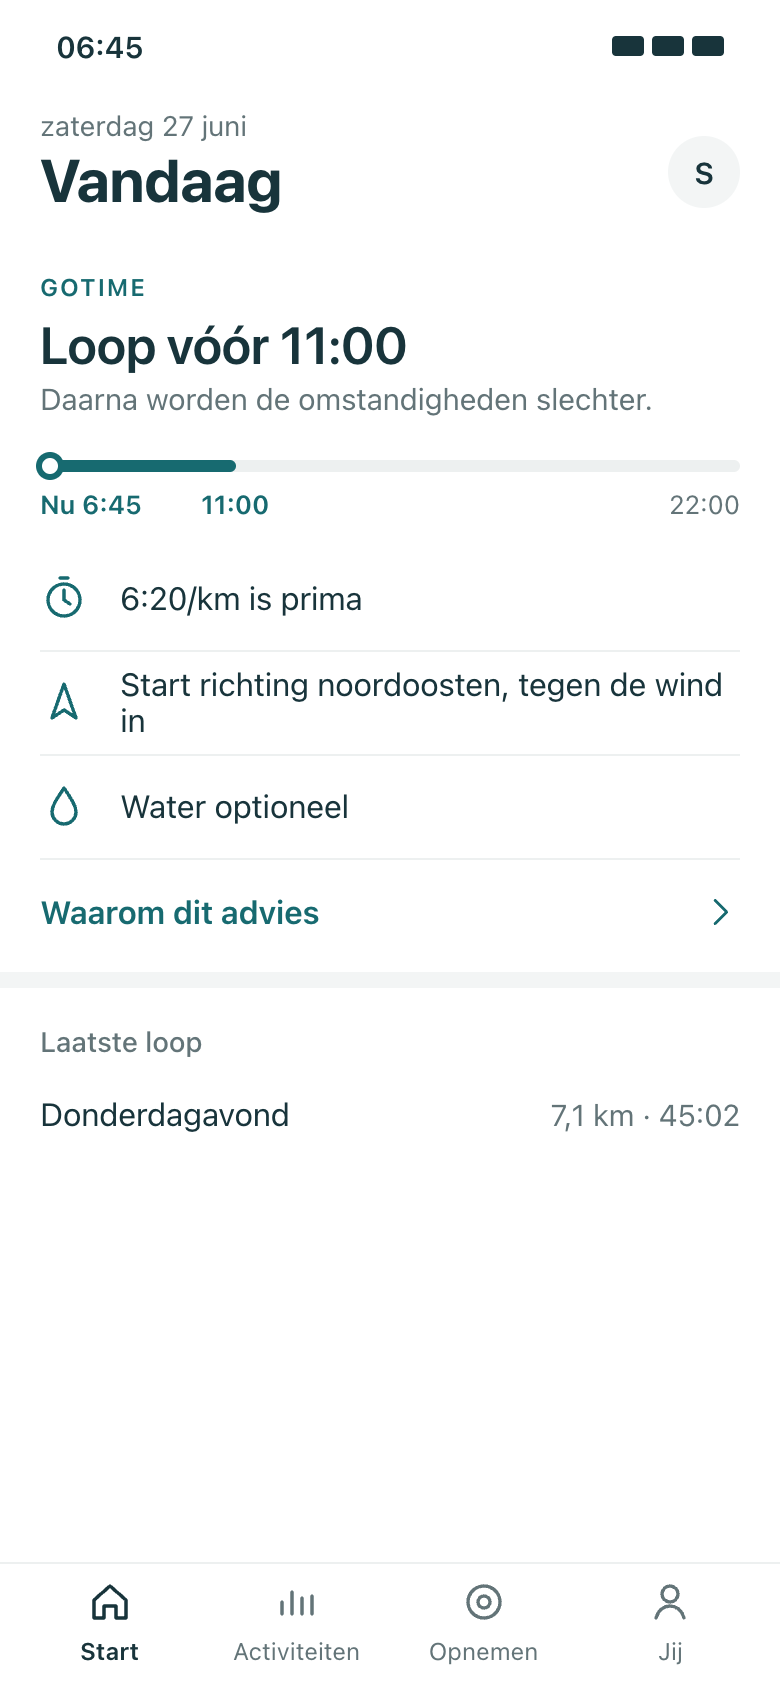 06:45
zaterdag 27 juni
Vandaag
S
GOTIME
Loop vóór 11:00
Daarna worden de omstandigheden slechter.
Nu 6:45 11:00 22:00
6:20/km is prima
Start richting noordoosten, tegen de wind
in
Water optioneel
Waarom dit advies
Laatste loop
Donderdagavond 7,1 km · 45:02
Start Activiteiten Opnemen Jij